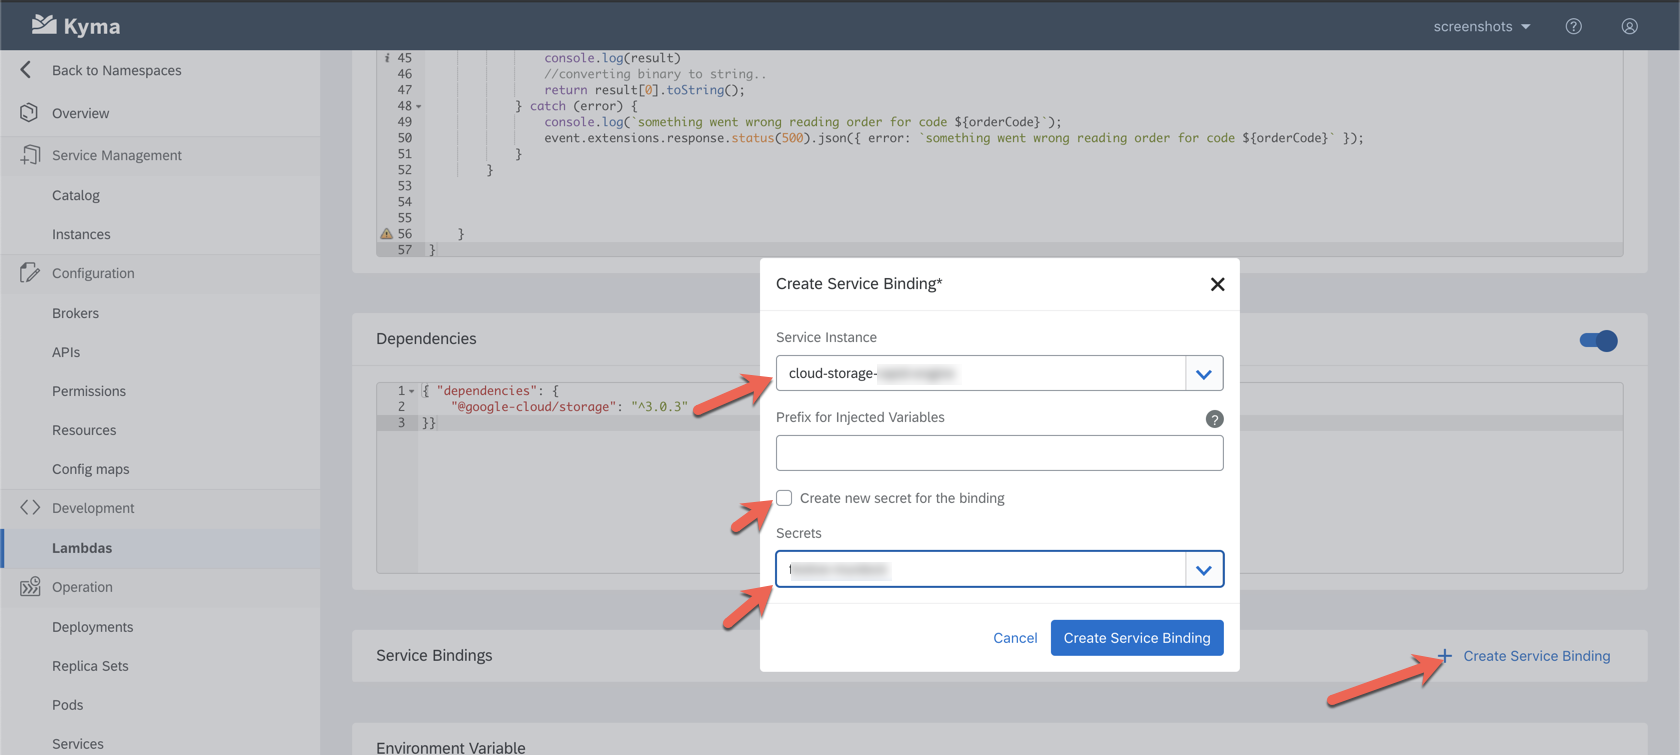 Kyma
screenshots
Back to Namespaces
Overview
Service Management
Catalog
Instances
Configuration
Brokers
APIs
Permissions
Resources
Config maps
Development
Lambdas
Operation
Deployments
Replica Sets
Pods
Services
45 console.log(result)
46 //converting binary to string..
47 return result[0].toString();
48 } catch (error) {
49 console.log(`something went wrong reading order for code ${orderCode}`);
50 event.extensions.response.status(500).json({ error: `something went wrong reading order for code ${orderCode}` });
51 }
52 }
53
54
55
56 }
57 }
Dependencies
1 { "dependencies": {
2 "@google-cloud/storage": "^3.0.3"
3 }}
Create Service Binding*
Service Instance
cloud-storage-
Prefix for Injected Variables
?
Create new secret for the binding
Secrets
Cancel
Create Service Binding
Service Bindings
Create Service Binding
Environment Variable